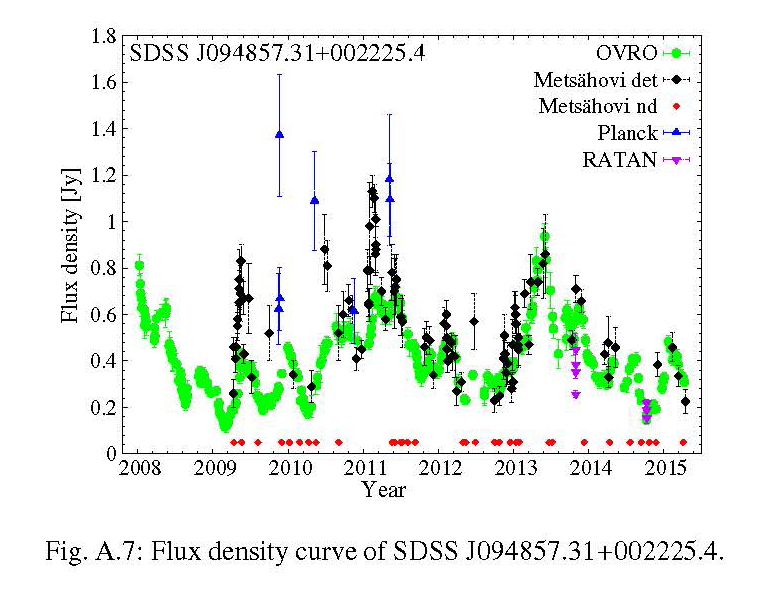 SDSS J094857.31+002225.4
OVRO
Metsähovi det
Metsähovi nd
Planck
RATAN
Flux density [Jy]
1.8
1.6
1.4
1.2
1
0.8
0.6
0.4
0.2
0
2008 2009 2010 2011 2012 2013 2014 2015
Year
Fig. A.7: Flux density curve of SDSS J094857.31+002225.4.